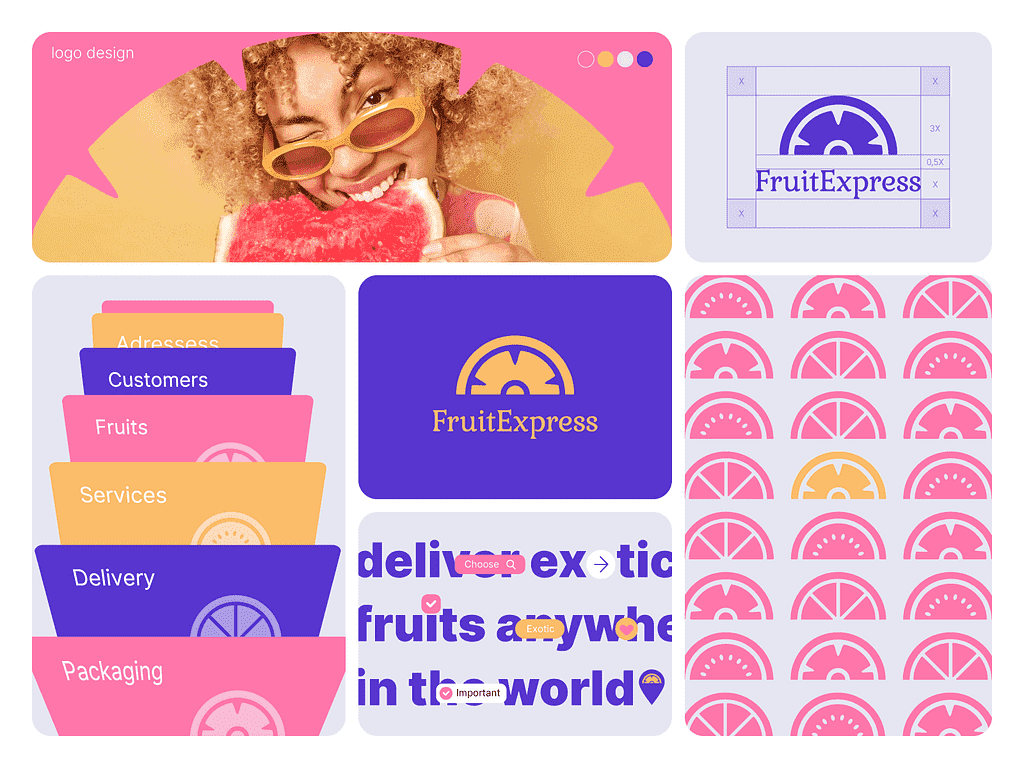 logo design
X
X
3X
0,5X
X
FruitExpress
X
X
Adressess
Customers
Fruits
Services
Delivery
Packaging
FruitExpress
deliver exotic
Choose
fruits anywhe
Exotic
in the world
Important